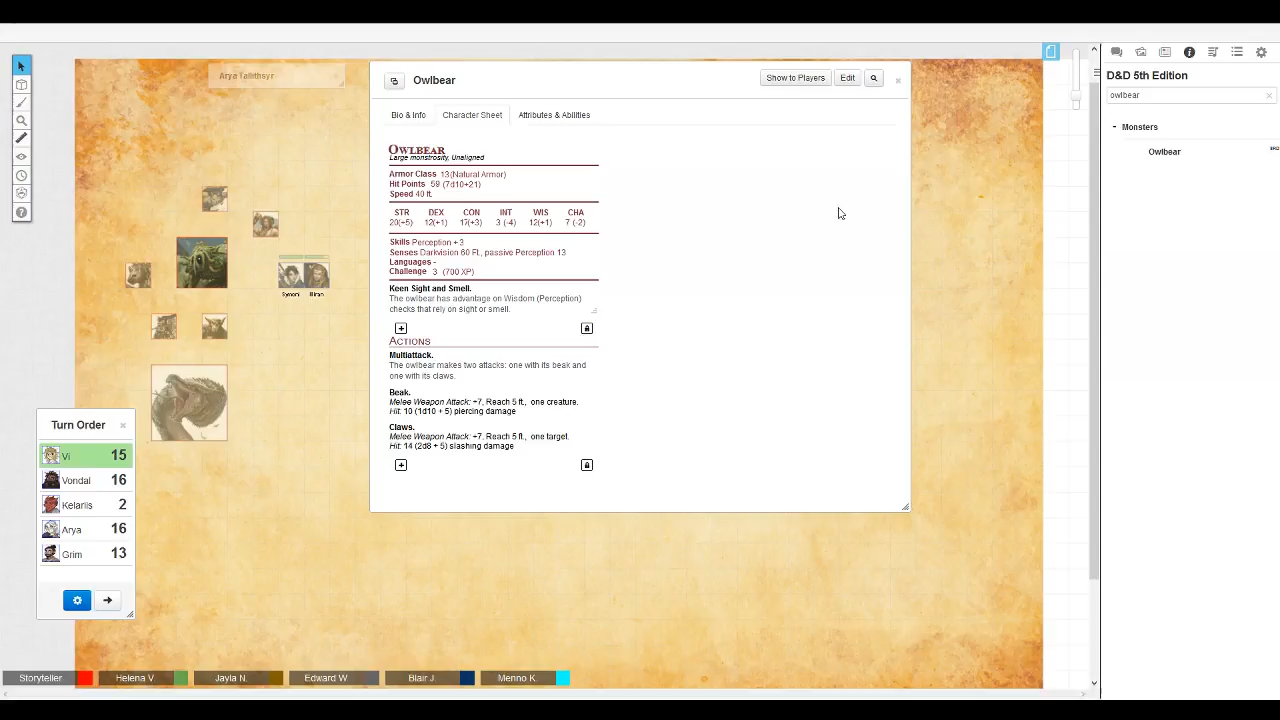 Arya Tallithsyr
Owlbear
Show to Players
Edit
Bio & Info
Character Sheet
Attributes & Abilities
Owlbear
Large monstrosity, Unaligned
Armor Class 13(Natural Armor)
Hit Points 59 (7d10+21)
Speed 40 ft.
STR DEX CON INT WIS CHA
20(+5) 12(+1) 17(+3) 3 (-4) 12(+1) 7 (-2)
Skills Perception + 3
Senses Darkvision 60 Ft., passive Perception 13
Languages -
Challenge 3 (700 XP)
Keen Sight and Smell.
The owlbear has advantage on Wisdom (Perception)
checks that rely on sight or smell.
Actions
Multiattack.
The owlbear makes two attacks: one with its beak and
one with its claws.
Beak.
Melee Weapon Attack: +7, Reach 5 ft., one creature.
Hit: 10 (1d10 + 5) piercing damage
Claws.
Melee Weapon Attack: +7, Reach 5 ft., one target.
Hit: 14 (2d8 + 5) slashing damage
D&D 5th Edition
owlbear
Monsters
Owlbear
Turn Order
Vi 15
Vondal 16
Kelariis 2
Arya 16
Grim 13
Storyteller
Helena V.
Jayla N.
Edward W.
Blair J.
Menno K.